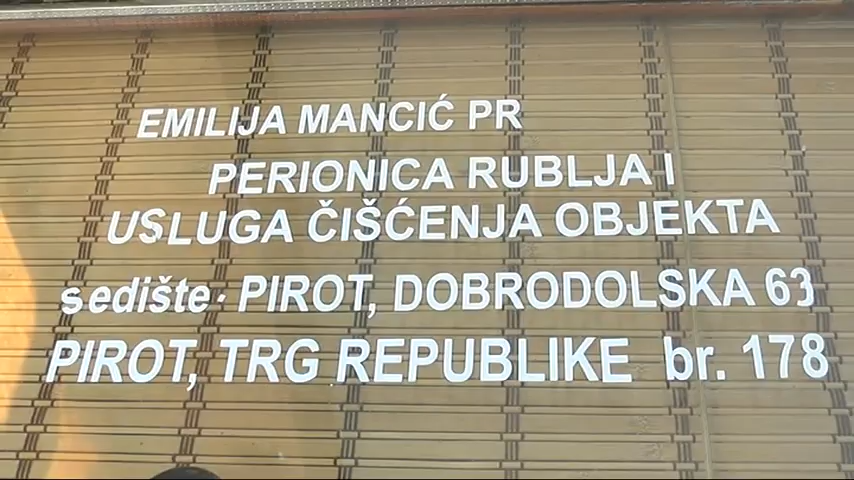 EMILIJA MANCIĆ PR
PERIONICA RUBLJA I
USLUGA ČIŠĆENJA OBJEKTA
sedište: PIROT, DOBRODOLSKA 63
PIROT, TRG REPUBLIKE br. 178